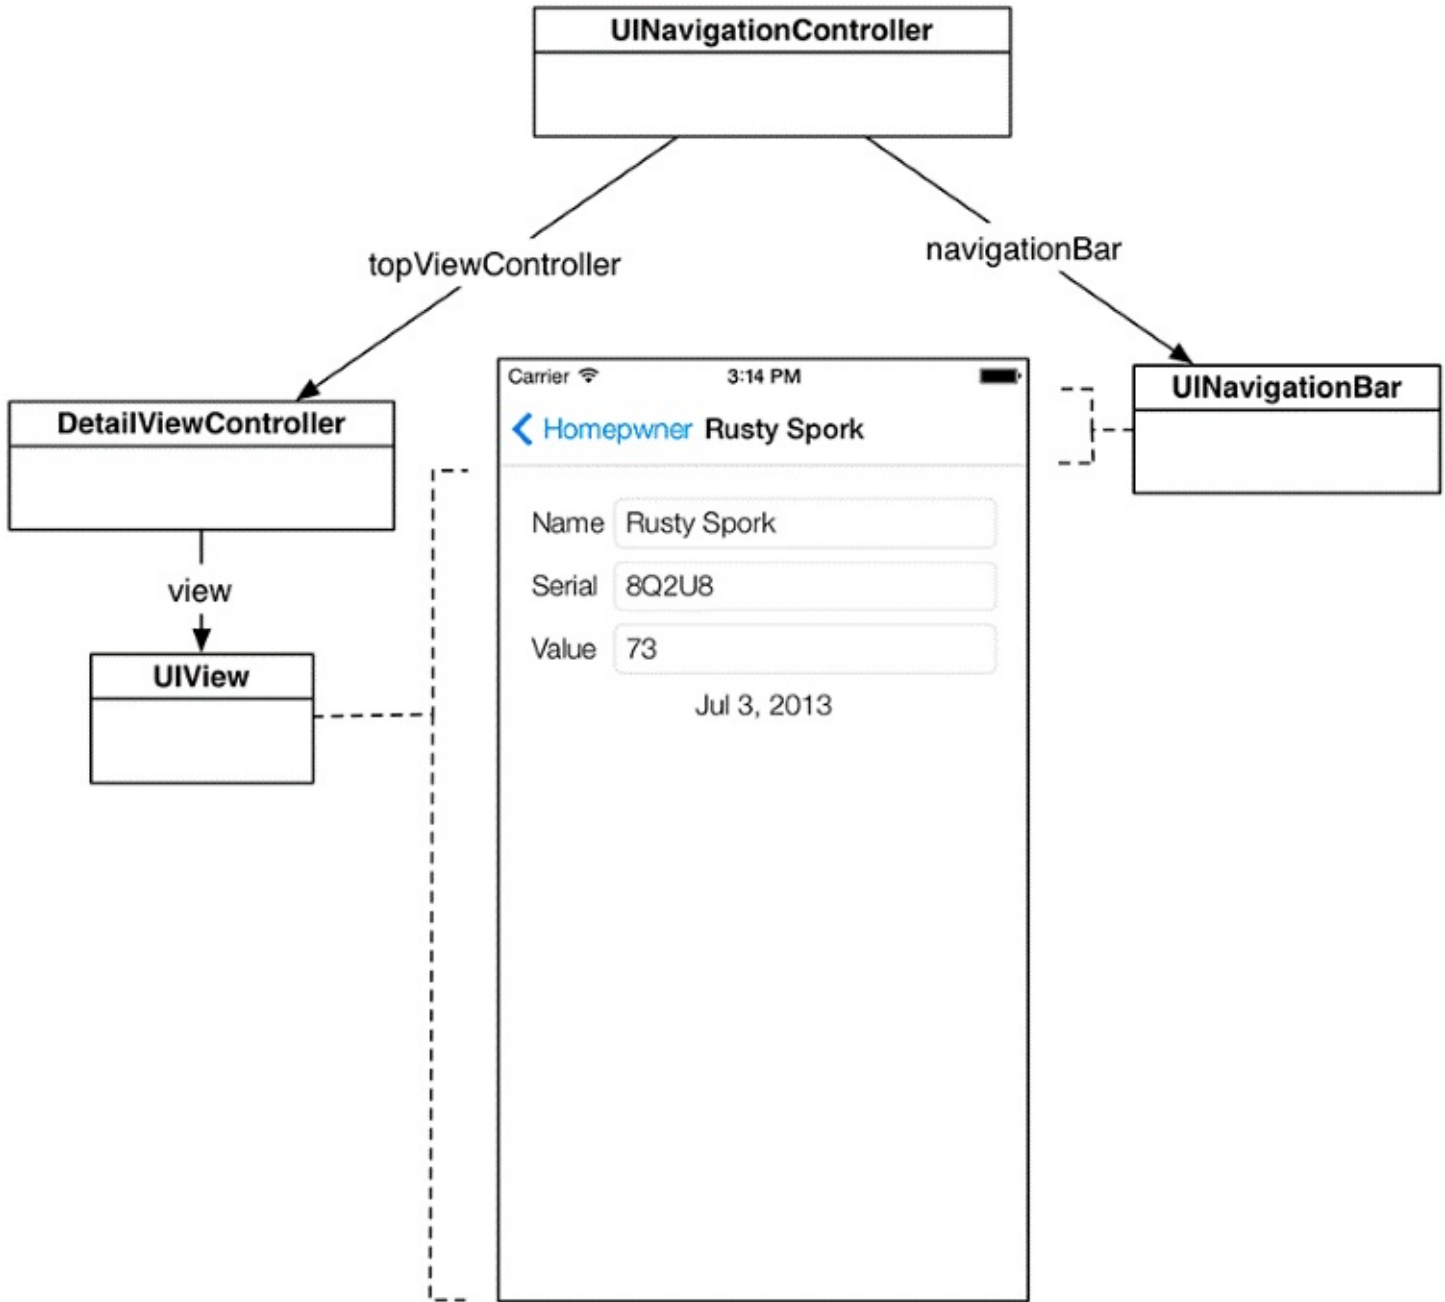 UINavigationController
topViewController
navigationBar
DetailViewController
view
UIView
Carrier 3:14 PM
Homepwner Rusty Spork
Name Rusty Spork
Serial 8Q2U8
Value 73
Jul 3, 2013
UINavigationBar